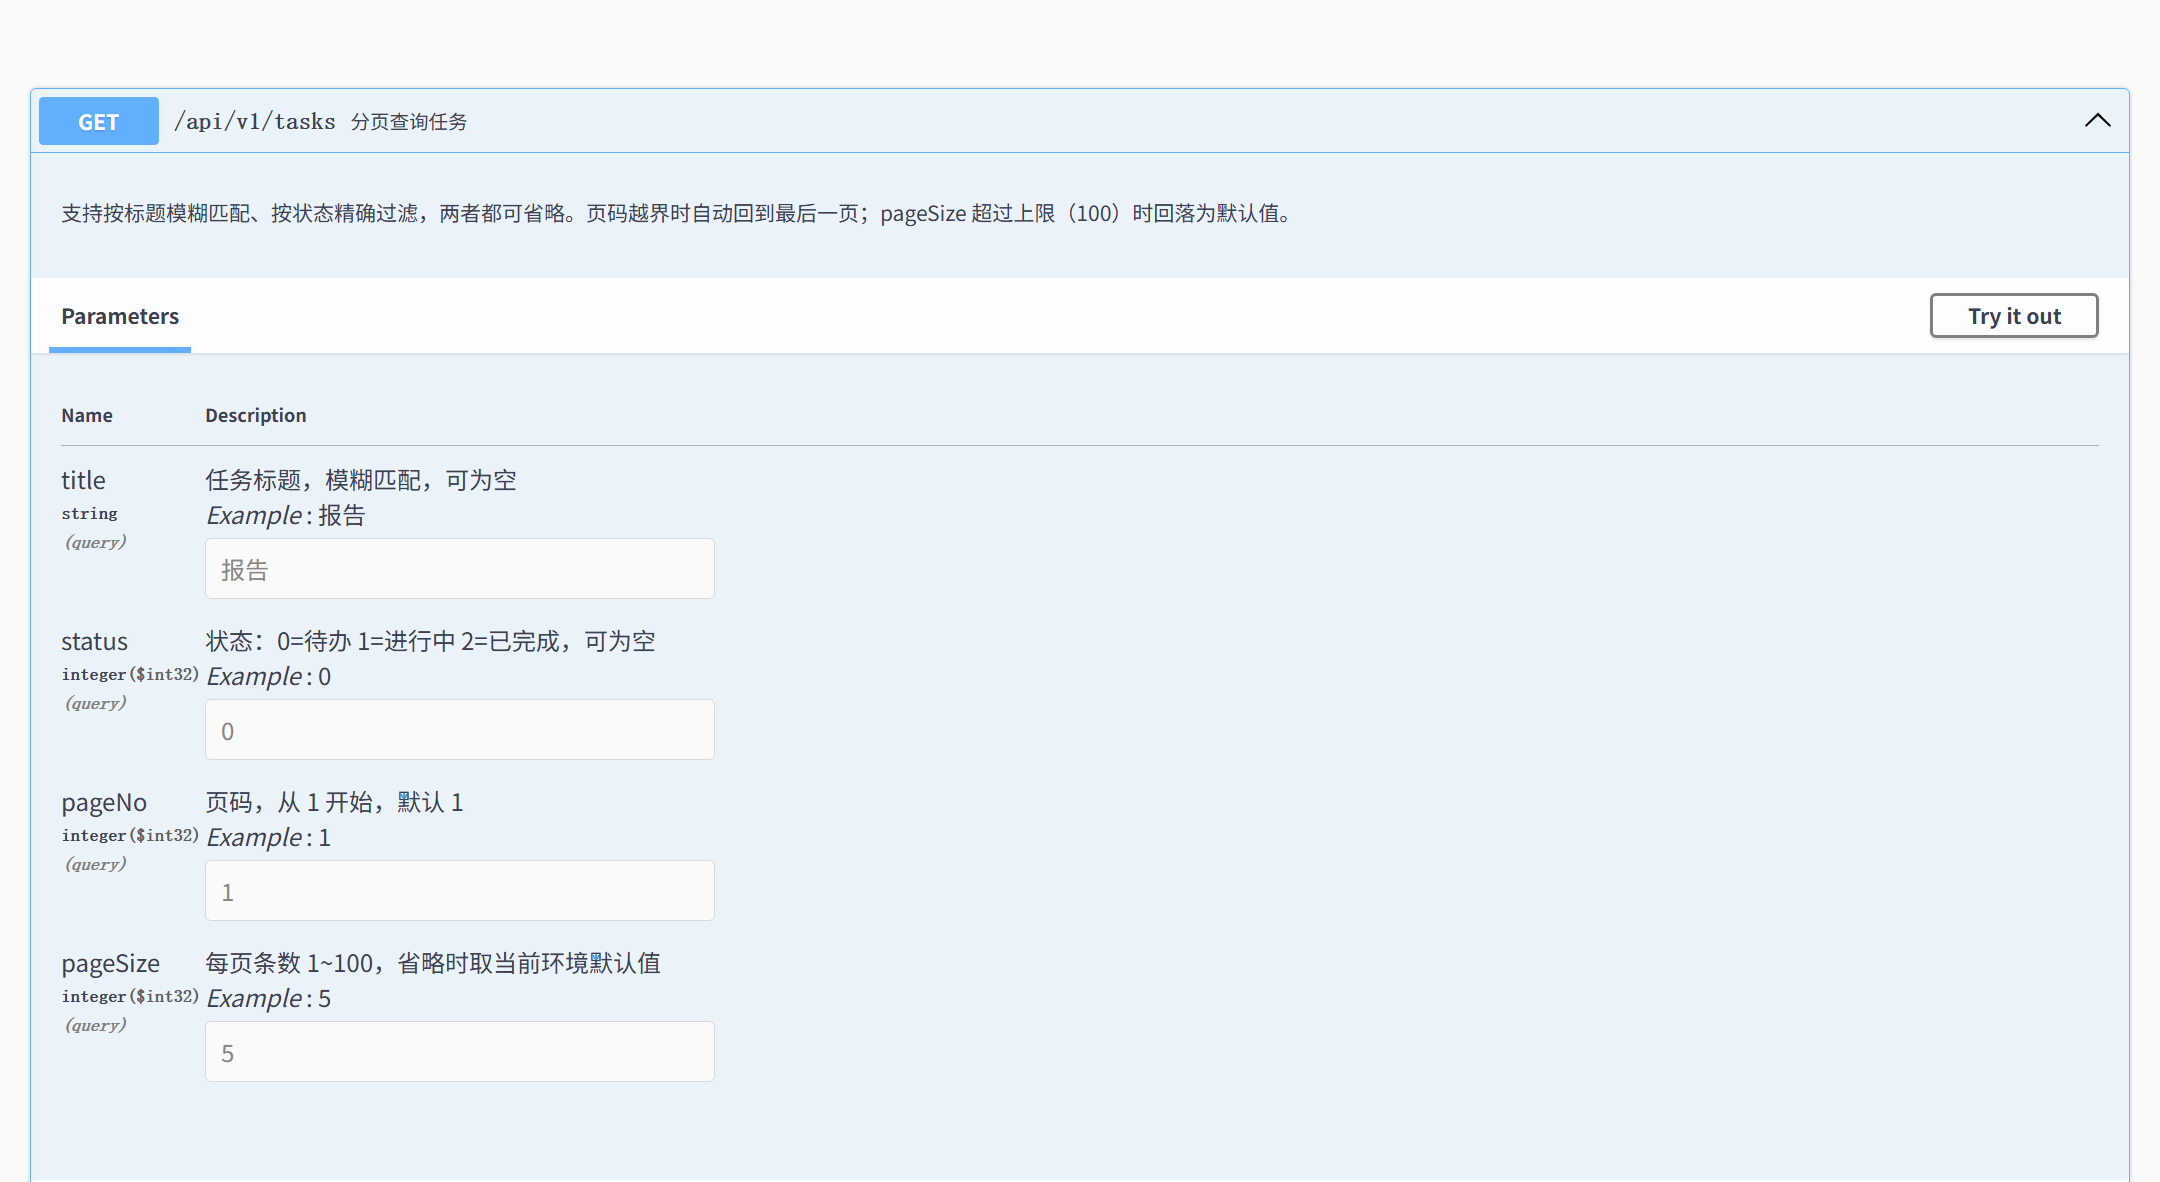 GET /api/v1/tasks 分页查询任务
支持按标题模糊匹配、按状态精确过滤，两者都可省略。页码越界时自动回到最后一页；pageSize 超过上限（100）时回落为默认值。
Parameters
Try it out
Name Description
title 任务标题，模糊匹配，可为空
string Example : 报告
(query)
报告
status 状态：0=待办 1=进行中 2=已完成，可为空
integer($int32) Example : 0
(query)
0
pageNo 页码，从 1 开始，默认 1
integer($int32) Example : 1
(query)
1
pageSize 每页条数 1~100，省略时取当前环境默认值
integer($int32) Example : 5
(query)
5